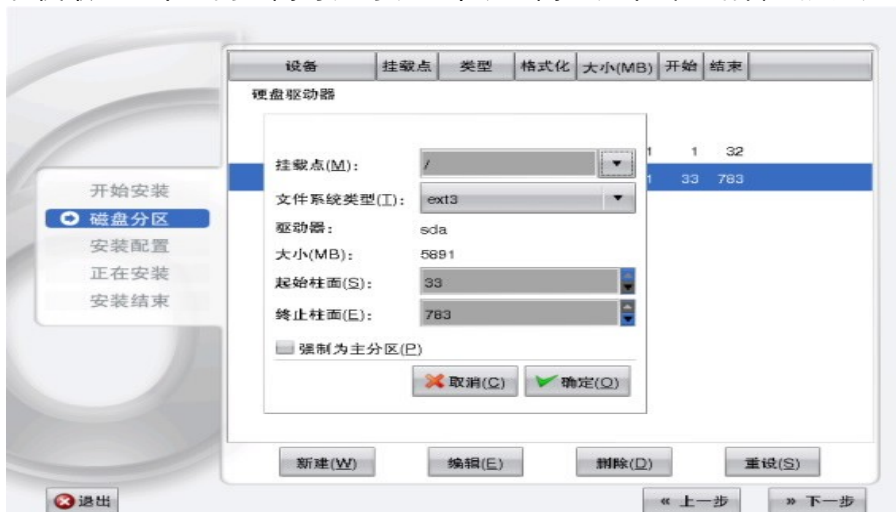 设备 挂载点 类型 格式化 大小(MB) 开始 结束
硬盘驱动器
1 1 32
1 33 783
挂载点(M): /
文件系统类型(T): ext3
驱动器: sda
大小(MB): 5891
起始柱面(S): 33
终止柱面(E): 783
强制为主分区(P)
取消(C) 确定(O)
开始安装
磁盘分区
安装配置
正在安装
安装结束
新建(W) 编辑(E) 删除(D) 重设(S)
退出 « 上一步 » 下一步